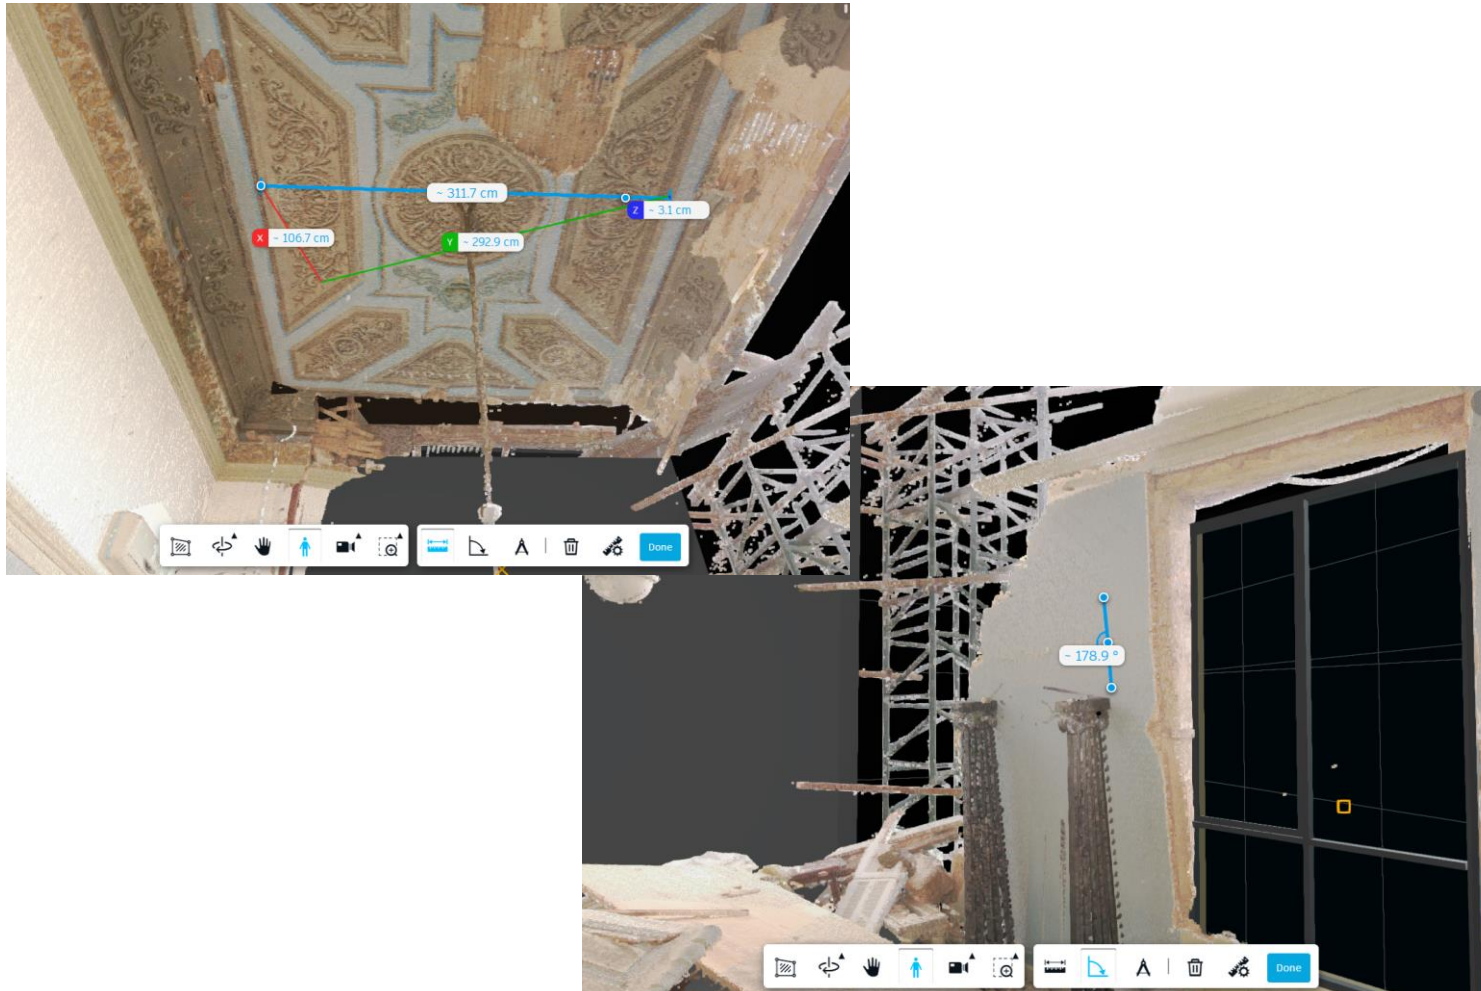 ~ 311.7 cm
Z ~ 3.1 cm
X ~ 106.7 cm
Y ~ 292.9 cm
Done
~ 178.9 °
Done